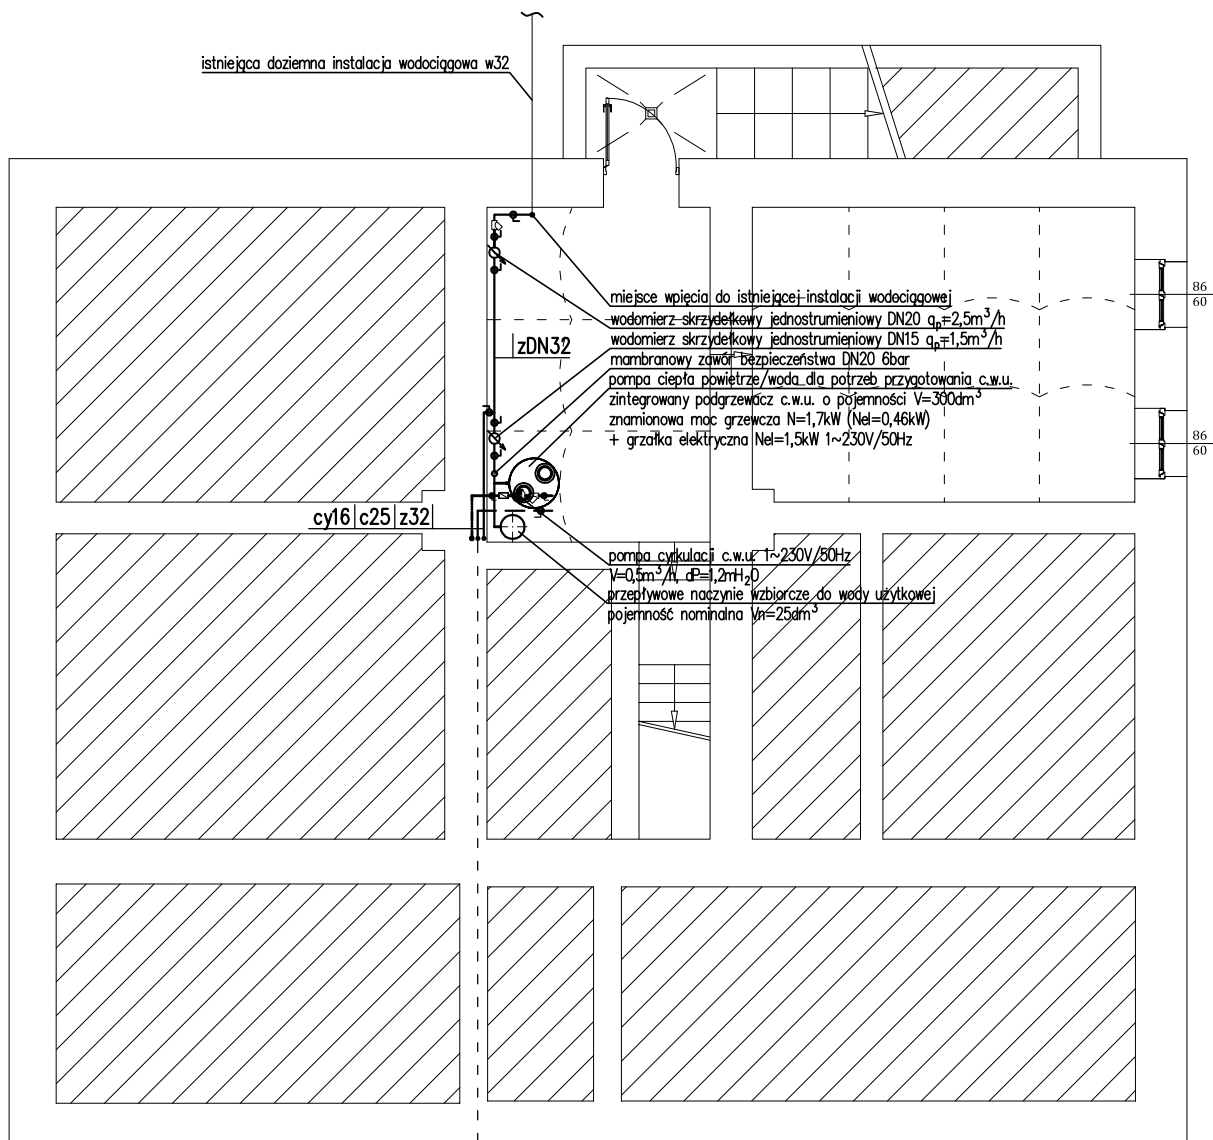 istniejąca doziemna instalacja wodociągowa w32
86
60
miejsce wpięcia do istniejącej instalacji wodociągowej
wodomierz skrzydełkowy jednostrumieniowy DN20 qₚ=2,5m³/h
wodomierz skrzydełkowy jednostrumieniowy DN15 qₚ=1,5m³/h
zDN32
mambranowy zawór bezpieczeństwa DN20 6bar
pompa ciepła powietrze/woda dla potrzeb przygotowania c.w.u.
zintegrowany podgrzewacz c.w.u. o pojemności V=300dm³
znamionowa moc grzewcza N=1,7kW (Nel=0,46kW)
+ grzałka elektryczna Nel=1,5kW 1~230V/50Hz
86
60
cy16 c25 z32
pompa cyrkulacji c.w.u. 1~230V/50Hz
V=0,5m³/h, dP=1,2mH₂O
przepływowe naczynie wzbiorcze do wody użytkowej
pojemność nominalna Vn=25dm³